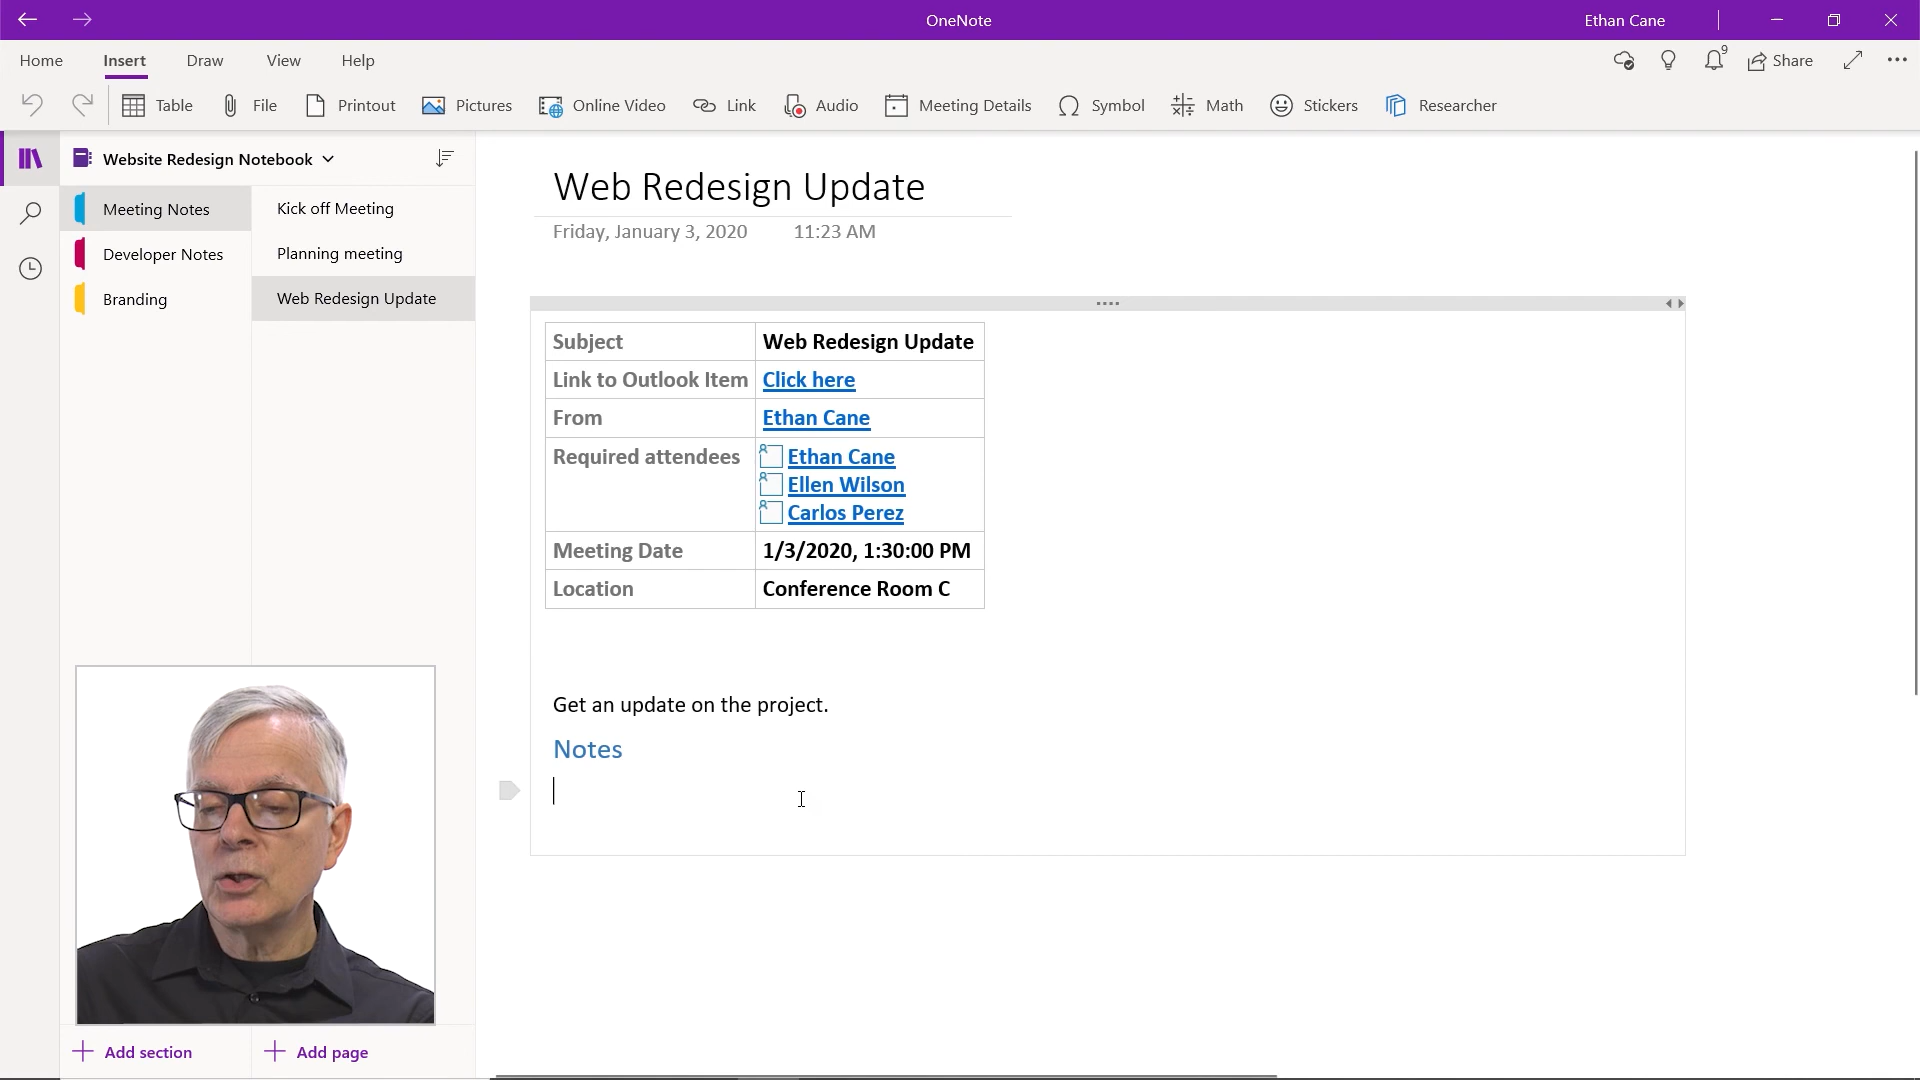 OneNote
Ethan Cane
Home Insert Draw View Help
9 Share
Table File Printout Pictures Online Video Link Audio Meeting Details Symbol Math Stickers Researcher
Website Redesign Notebook
Meeting Notes
Developer Notes
Branding
Kick off Meeting
Planning meeting
Web Redesign Update
Web Redesign Update
Friday, January 3, 2020 11:23 AM
Subject Web Redesign Update
Link to Outlook Item Click here
From Ethan Cane
Required attendees Ethan Cane
Ellen Wilson
Carlos Perez
Meeting Date 1/3/2020, 1:30:00 PM
Location Conference Room C
Get an update on the project.
Notes
Add section Add page